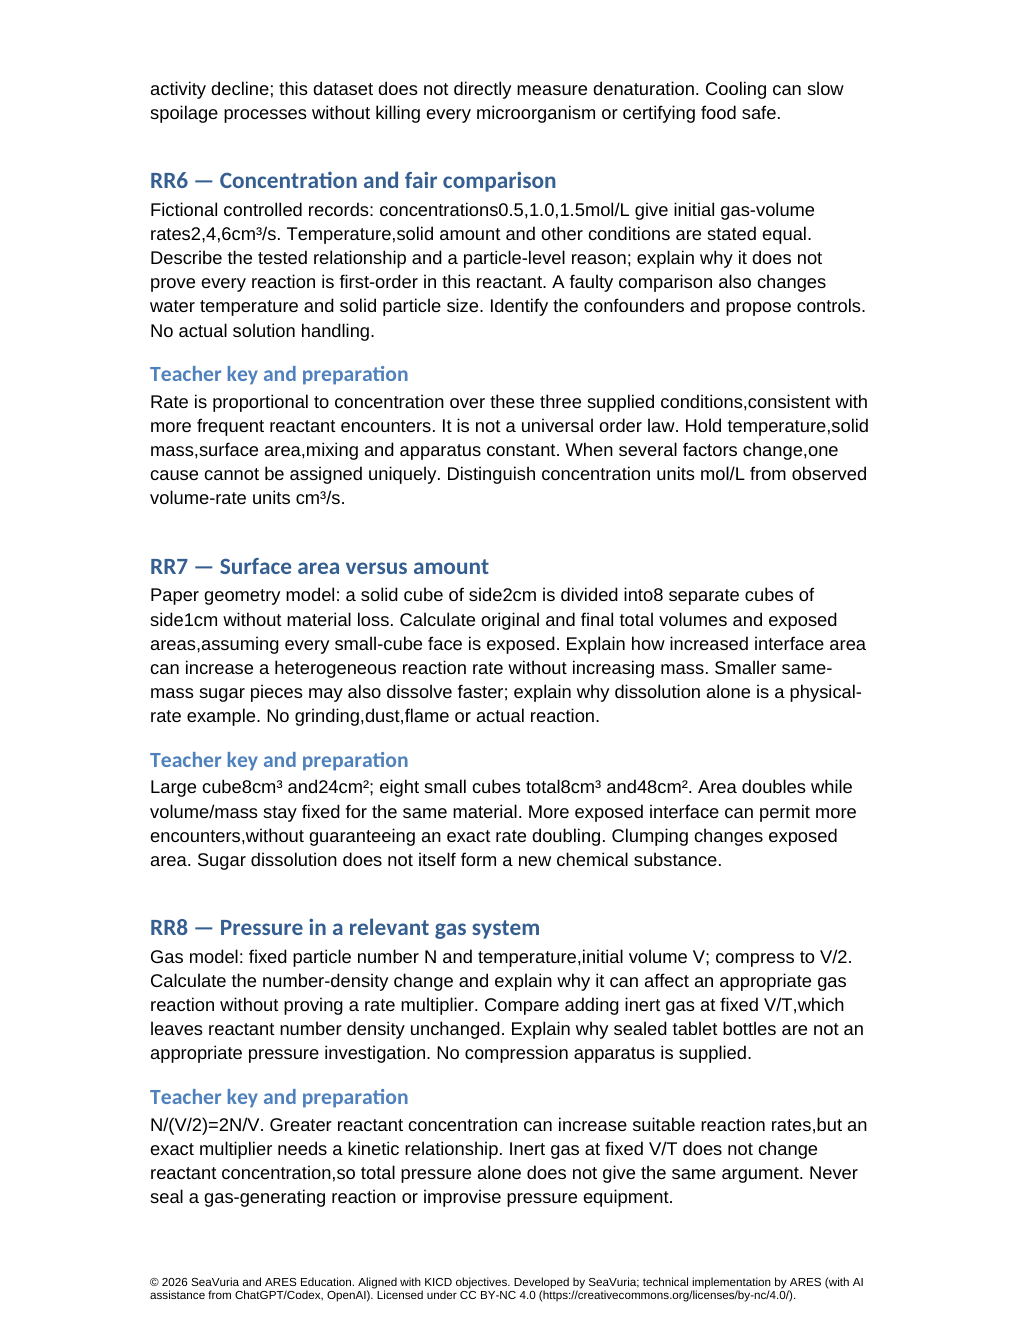 activity decline; this dataset does not directly measure denaturation. Cooling can slow
spoilage processes without killing every microorganism or certifying food safe.
RR6 — Concentration and fair comparison
Fictional controlled records: concentrations0.5,1.0,1.5mol/L give initial gas-volume
rates2,4,6cm³/s. Temperature,solid amount and other conditions are stated equal.
Describe the tested relationship and a particle-level reason; explain why it does not
prove every reaction is first-order in this reactant. A faulty comparison also changes
water temperature and solid particle size. Identify the confounders and propose controls.
No actual solution handling.
Teacher key and preparation
Rate is proportional to concentration over these three supplied conditions,consistent with
more frequent reactant encounters. It is not a universal order law. Hold temperature,solid
mass,surface area,mixing and apparatus constant. When several factors change,one
cause cannot be assigned uniquely. Distinguish concentration units mol/L from observed
volume-rate units cm³/s.
RR7 — Surface area versus amount
Paper geometry model: a solid cube of side2cm is divided into8 separate cubes of
side1cm without material loss. Calculate original and final total volumes and exposed
areas,assuming every small-cube face is exposed. Explain how increased interface area
can increase a heterogeneous reaction rate without increasing mass. Smaller same-
mass sugar pieces may also dissolve faster; explain why dissolution alone is a physical-
rate example. No grinding,dust,flame or actual reaction.
Teacher key and preparation
Large cube8cm³ and24cm²; eight small cubes total8cm³ and48cm². Area doubles while
volume/mass stay fixed for the same material. More exposed interface can permit more
encounters,without guaranteeing an exact rate doubling. Clumping changes exposed
area. Sugar dissolution does not itself form a new chemical substance.
RR8 — Pressure in a relevant gas system
Gas model: fixed particle number N and temperature,initial volume V; compress to V/2.
Calculate the number-density change and explain why it can affect an appropriate gas
reaction without proving a rate multiplier. Compare adding inert gas at fixed V/T,which
leaves reactant number density unchanged. Explain why sealed tablet bottles are not an
appropriate pressure investigation. No compression apparatus is supplied.
Teacher key and preparation
N/(V/2)=2N/V. Greater reactant concentration can increase suitable reaction rates,but an
exact multiplier needs a kinetic relationship. Inert gas at fixed V/T does not change
reactant concentration,so total pressure alone does not give the same argument. Never
seal a gas-generating reaction or improvise pressure equipment.
© 2026 SeaVuria and ARES Education. Aligned with KICD objectives. Developed by SeaVuria; technical implementation by ARES (with AI
assistance from ChatGPT/Codex, OpenAI). Licensed under CC BY-NC 4.0 (https://creativecommons.org/licenses/by-nc/4.0/).